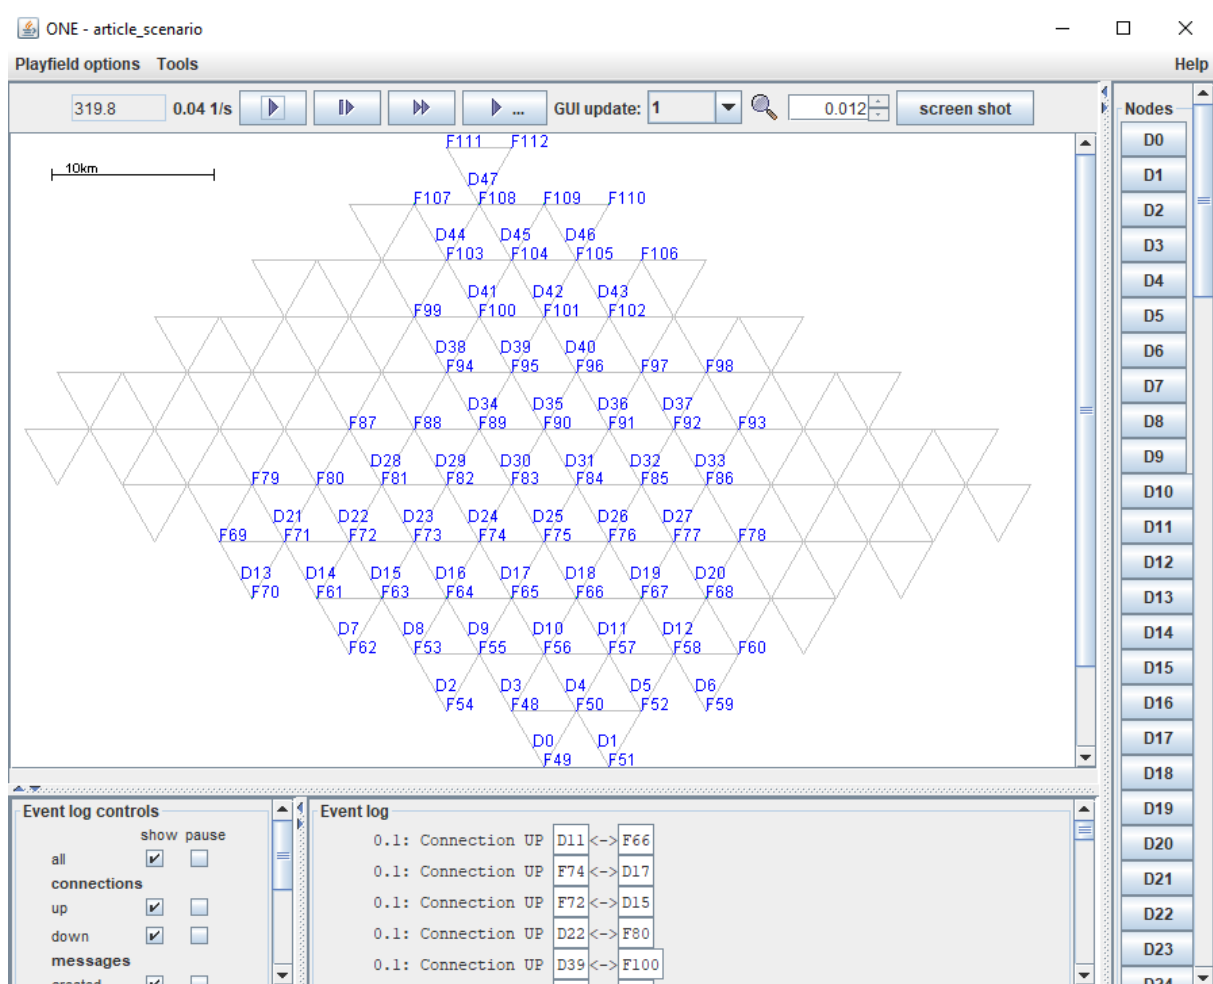 ONE - article_scenario
Playfield options Tools Help
319.8 0.04 1/s ... GUI update: 1 0.012 screen shot
10km
F111 F112
D47
F107 F108 F109 F110
D44 D45 D46
F103 F104 F105 F106
D41 D42 D43
F99 F100 F101 F102
D38 D39 D40
F94 F95 F96 F97 F98
D34 D35 D36 D37
F87 F88 F89 F90 F91 F92 F93
D28 D29 D30 D31 D32 D33
F79 F80 F81 F82 F83 F84 F85 F86
D21 D22 D23 D24 D25 D26 D27
F69 F71 F72 F73 F74 F75 F76 F77 F78
D13 D14 D15 D16 D17 D18 D19 D20
F70 F61 F63 F64 F65 F66 F67 F68
D7 D8 D9 D10 D11 D12
F62 F53 F55 F56 F57 F58 F60
D2 D3 D4 D5 D6
F54 F48 F50 F52 F59
D0 D1
F49 F51
Nodes
D0
D1
D2
D3
D4
D5
D6
D7
D8
D9
D10
D11
D12
D13
D14
D15
D16
D17
D18
D19
D20
D21
D22
D23
D24
Event log controls
show pause
all
connections
up
down
messages
created
Event log
0.1: Connection UP D11<->F66
0.1: Connection UP F74<->D17
0.1: Connection UP F72<->D15
0.1: Connection UP D22<->F80
0.1: Connection UP D39<->F100